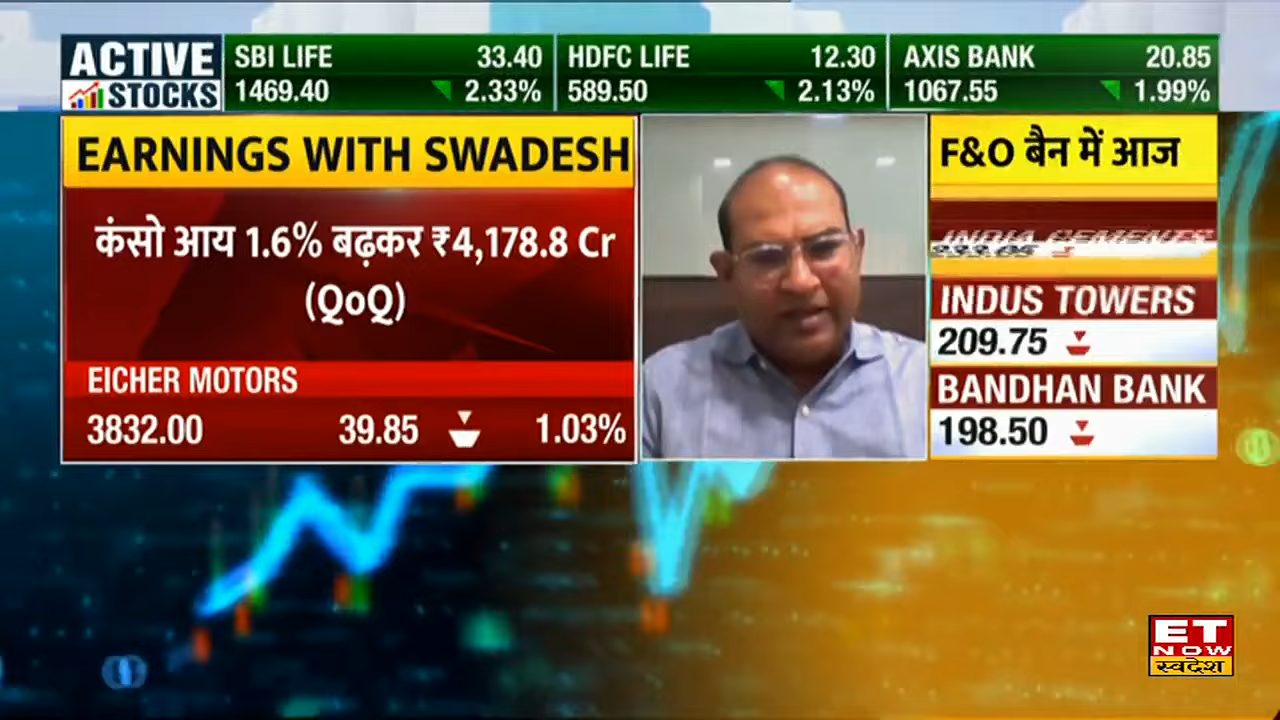 ACTIVE
STOCKS
SBI LIFE 33.40
1469.40 2.33%
HDFC LIFE 12.30
589.50 2.13%
AXIS BANK 20.85
1067.55 1.99%
EARNINGS WITH SWADESH
कंसो आय 1.6% बढ़कर ₹4,178.8 Cr
(QoQ)
EICHER MOTORS
3832.00 39.85 1.03%
F&O बैन में आज
INDIA CEMENTS
INDUS TOWERS
209.75
BANDHAN BANK
198.50
ET
NOW
स्वदेश